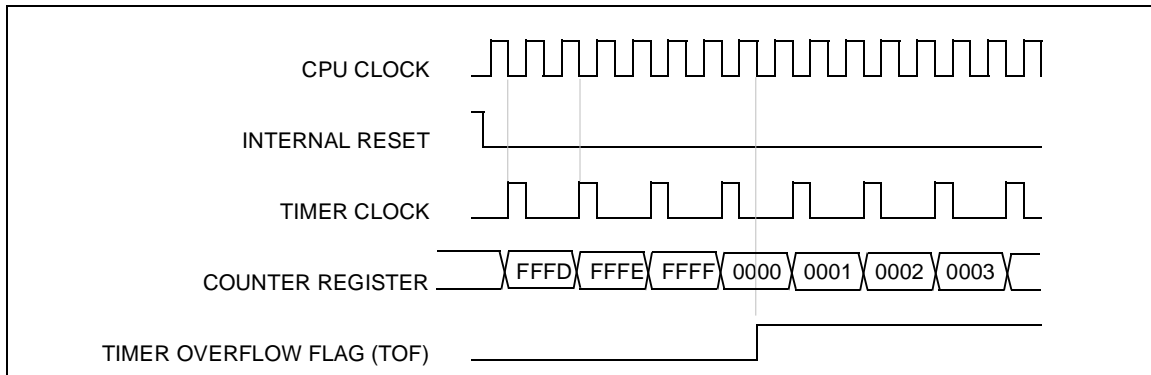 CPU CLOCK
INTERNAL RESET
TIMER CLOCK
COUNTER REGISTER FFFD FFFE FFFF 0000 0001 0002 0003
TIMER OVERFLOW FLAG (TOF)